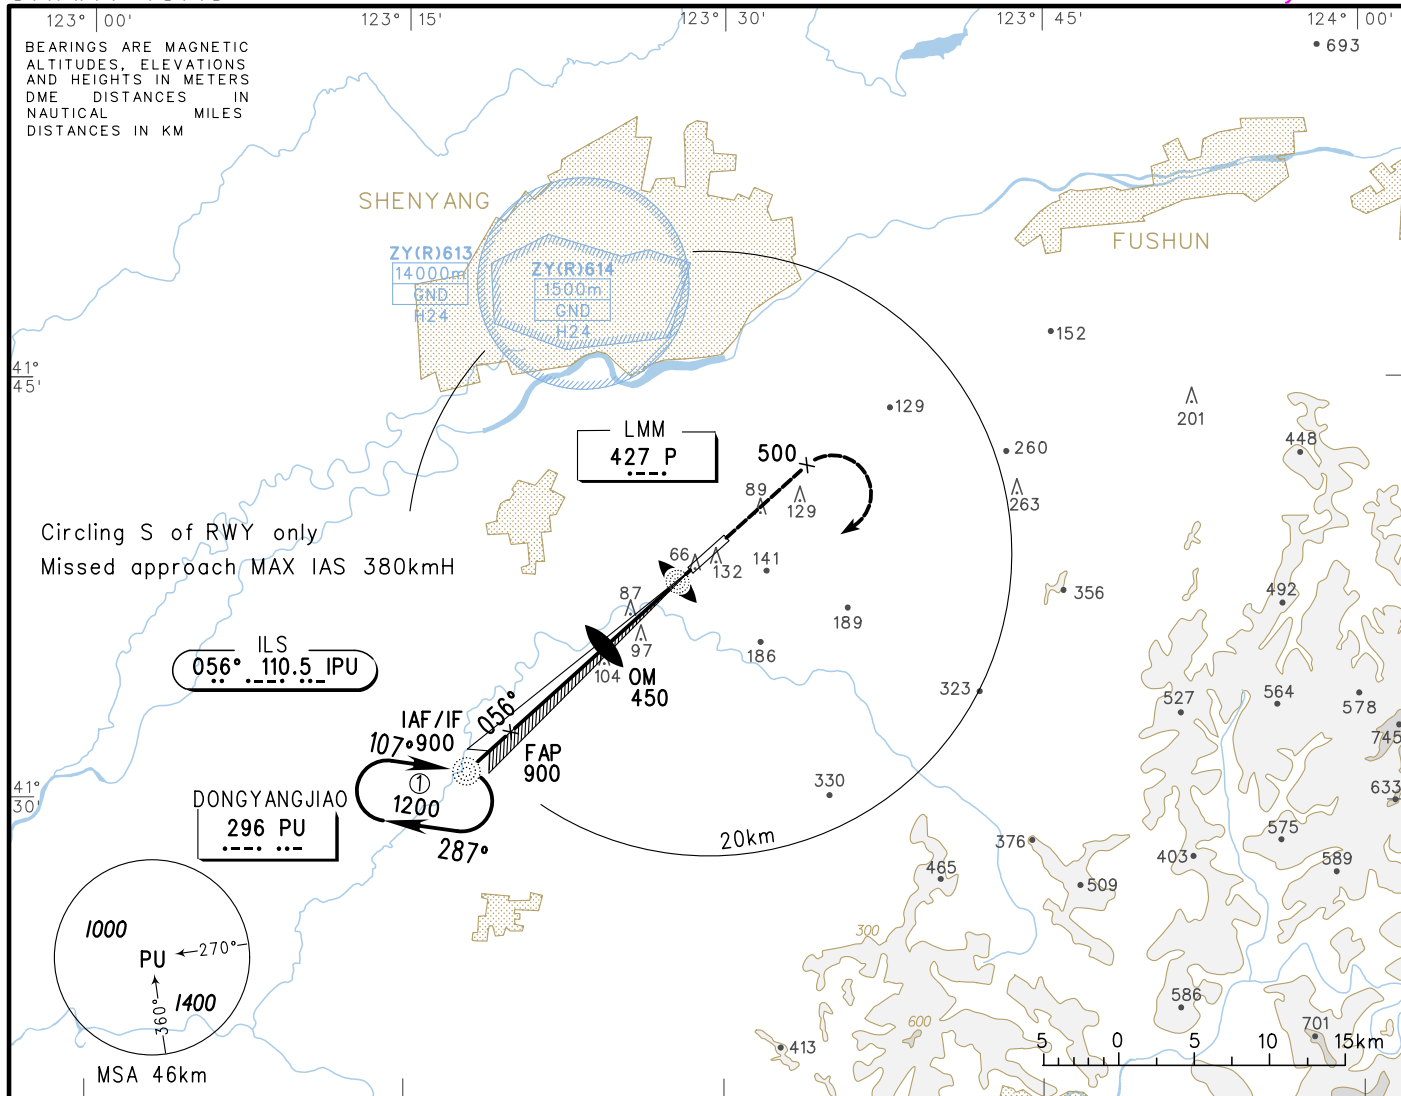 123° 00'
123° 15'
123° 30'
123° 45'
124° 00'
BEARINGS ARE MAGNETIC
ALTITUDES, ELEVATIONS
AND HEIGHTS IN METERS
DME DISTANCES IN
NAUTICAL MILES
DISTANCES IN KM
693
SHENYANG
FUSHUN
ZY(R)613
14000m
GND
H24
ZY(R)614
1500m
GND
H24
152
41°
45'
129
201
LMM
427 P
500
260
448
89
129
263
Circling S of RWY only
Missed approach MAX IAS 380kmH
66
132
141
87
356
492
189
97
186
ILS
056° 110.5 IPU
104
OM
450
323
527
564
578
056°
IAF/IF
900
107°
FAP
900
745
41°
30'
1
1200
DONGYANGJIAO
296 PU
287°
330
633
20km
376
575
403
589
465
509
1000
PU
270°
1400
360°
300
586
600
701
413
5 0 5 10 15km
MSA 46km